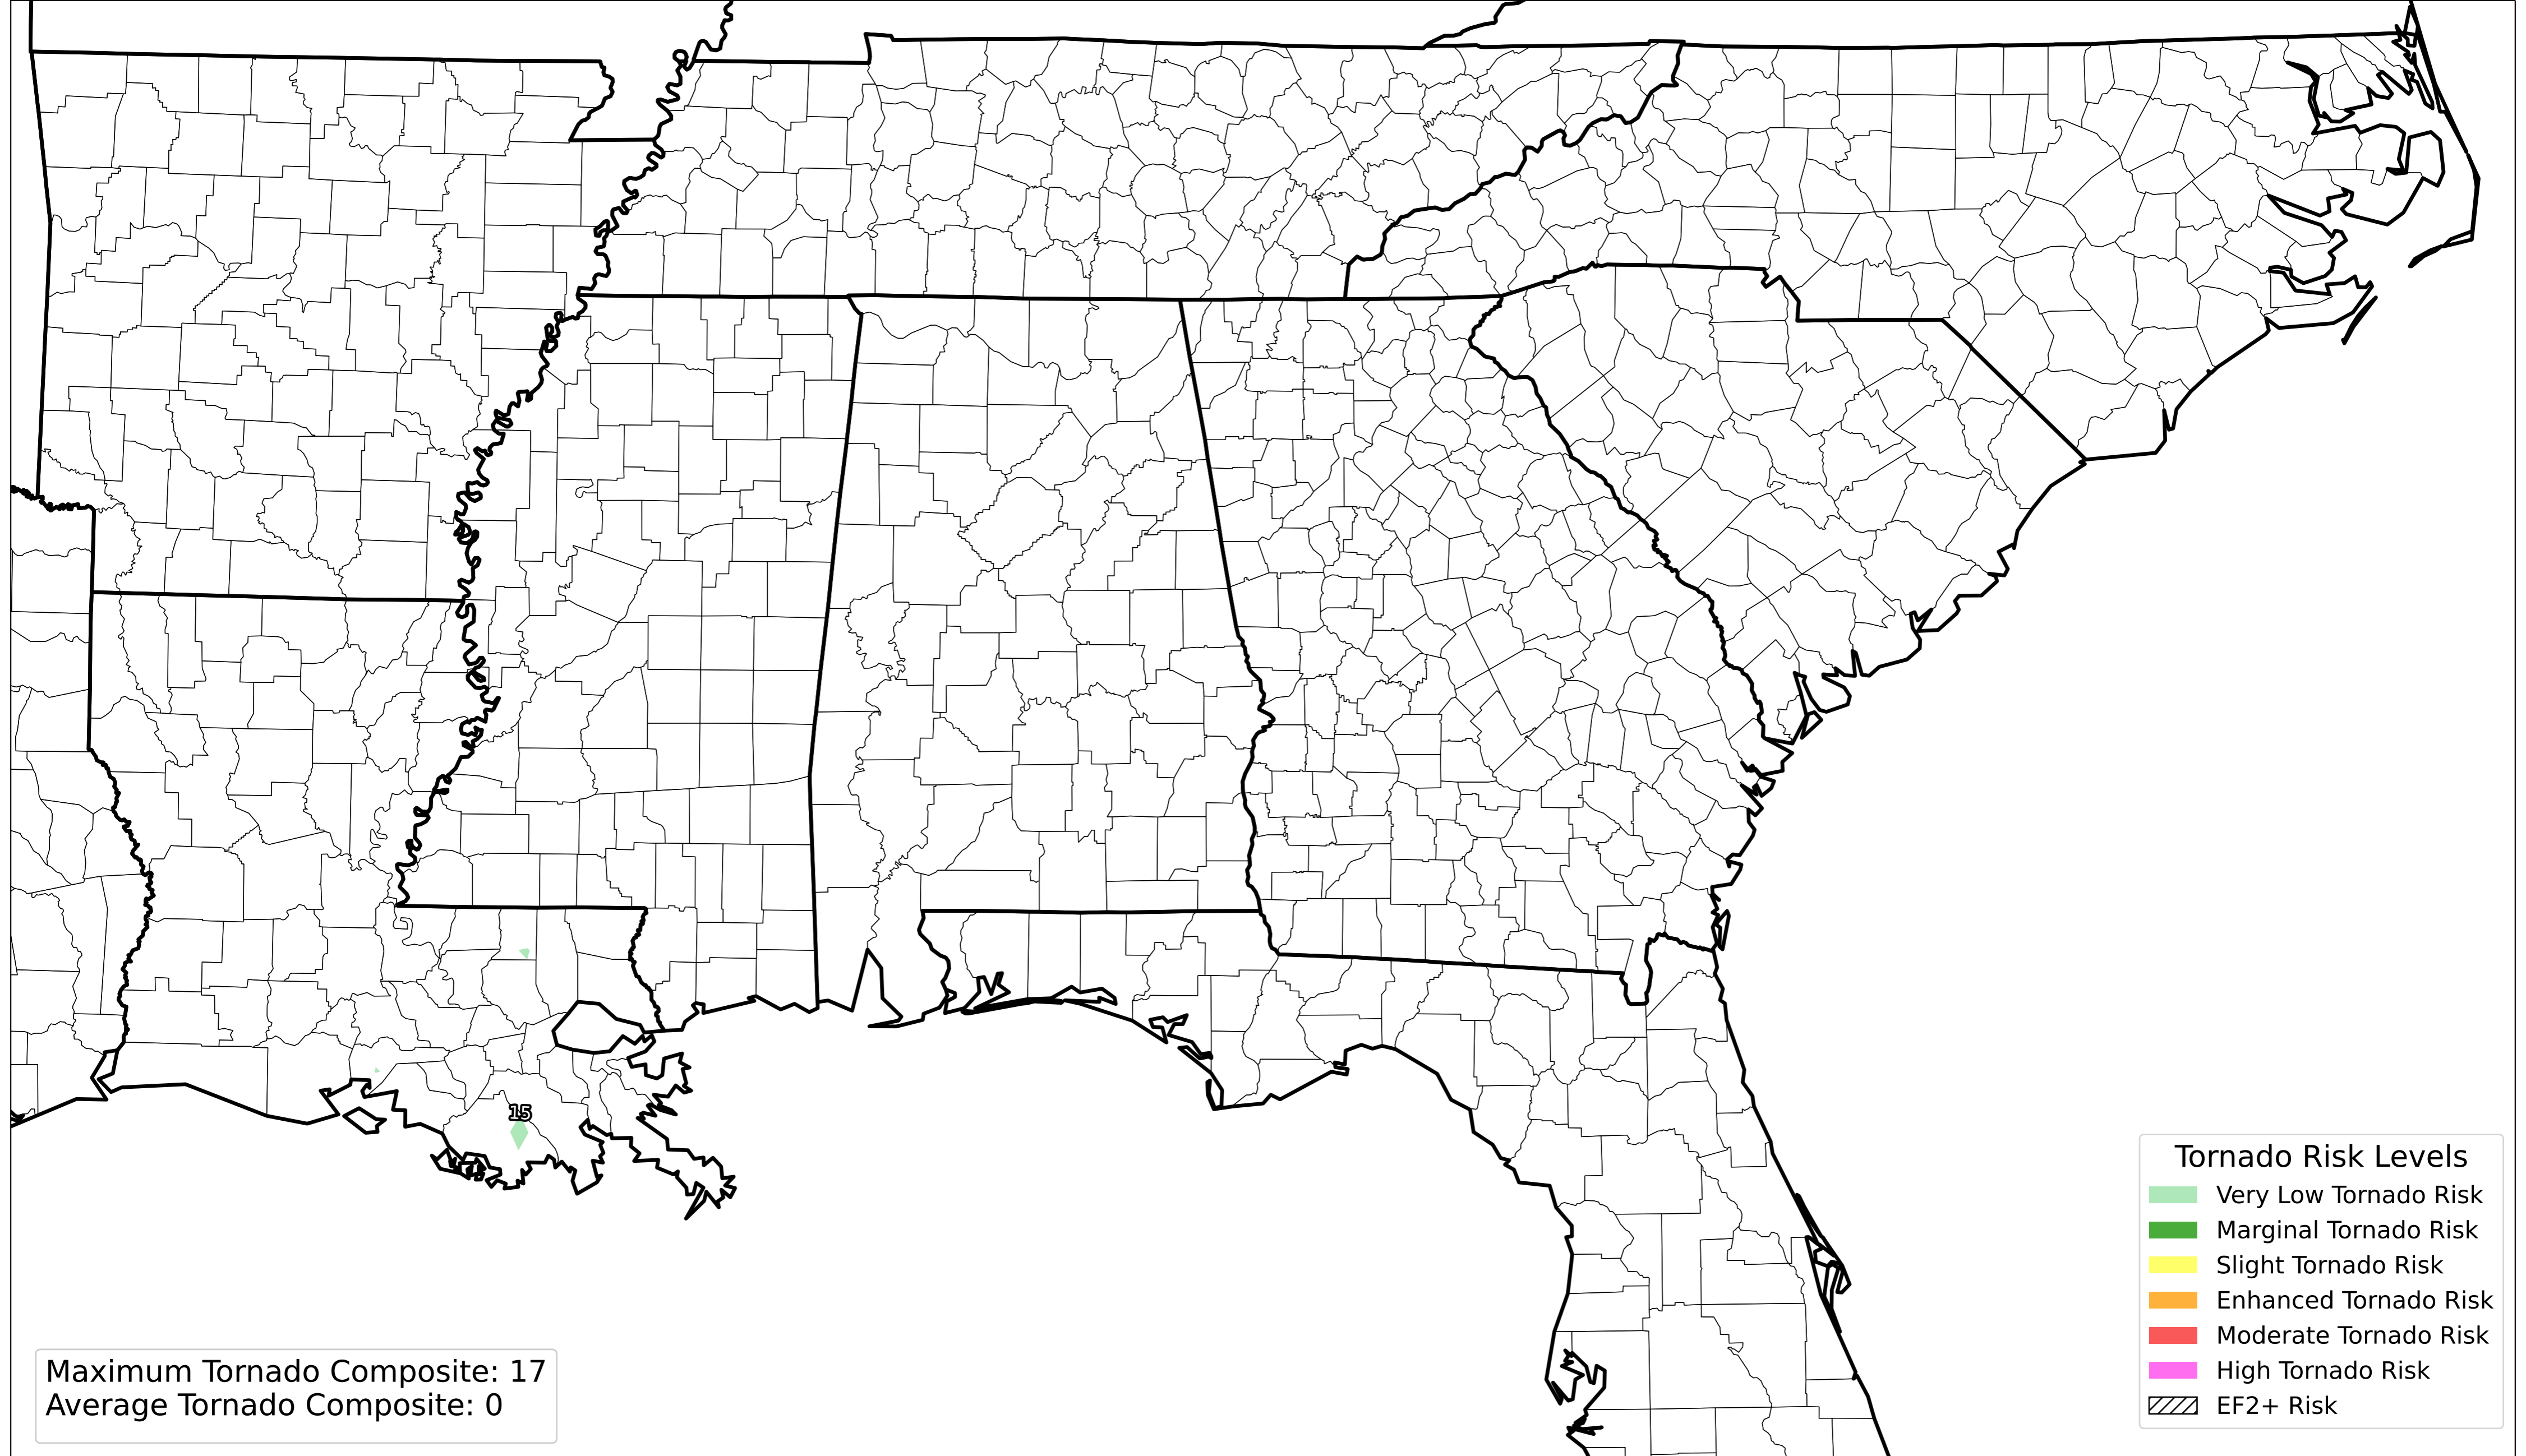 15
Tornado Risk Levels
Very Low Tornado Risk
Marginal Tornado Risk
Slight Tornado Risk
Enhanced Tornado Risk
Moderate Tornado Risk
High Tornado Risk
EF2+ Risk
Maximum Tornado Composite: 17
Average Tornado Composite: 0